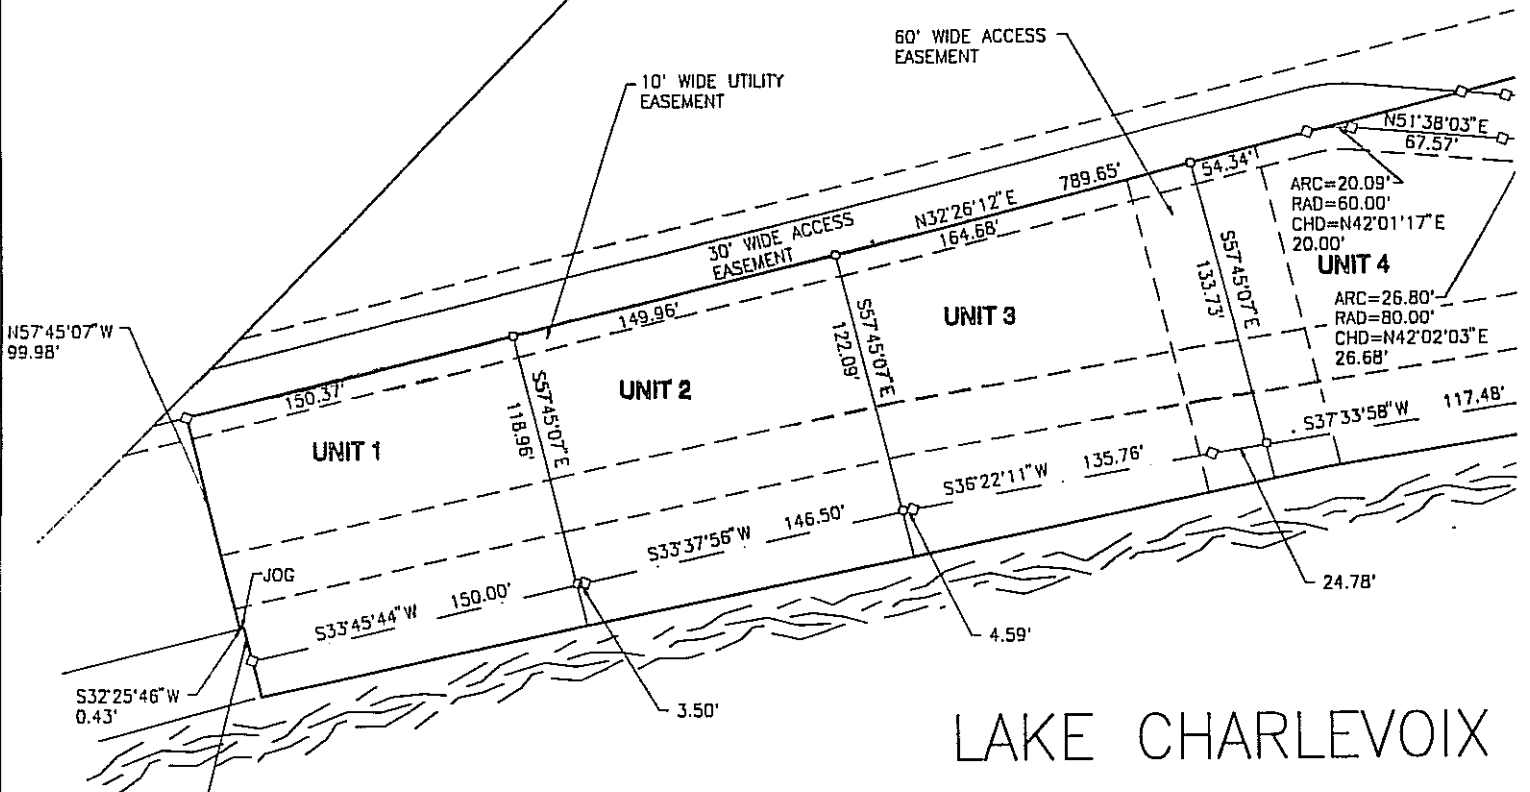 60' WIDE ACCESS
EASEMENT
10' WIDE UTILITY
EASEMENT
N51°38'03"E
67.57'
54.34'
789.65'
N32°26'12"E
164.68'
ARC=20.09'
RAD=60.00'
CHD=N42°01'17"E
20.00'
UNIT 4
30' WIDE ACCESS
EASEMENT
S57°45'07"E
133.73'
ARC=26.80'
RAD=80.00'
CHD=N42°02'03"E
26.68'
149.96'
UNIT 3
S57°45'07"E
122.09'
N57°45'07"W
99.98'
150.37'
UNIT 2
S57°45'07"E
118.96'
UNIT 1
S37°33'58"W 117.48'
S36°22'11"W 135.76'
S33°37'56"W 146.50'
JOG
S33°45'44"W 150.00'
24.78'
4.59'
S32°25'46"W
0.43'
3.50'
LAKE CHARLEVOIX